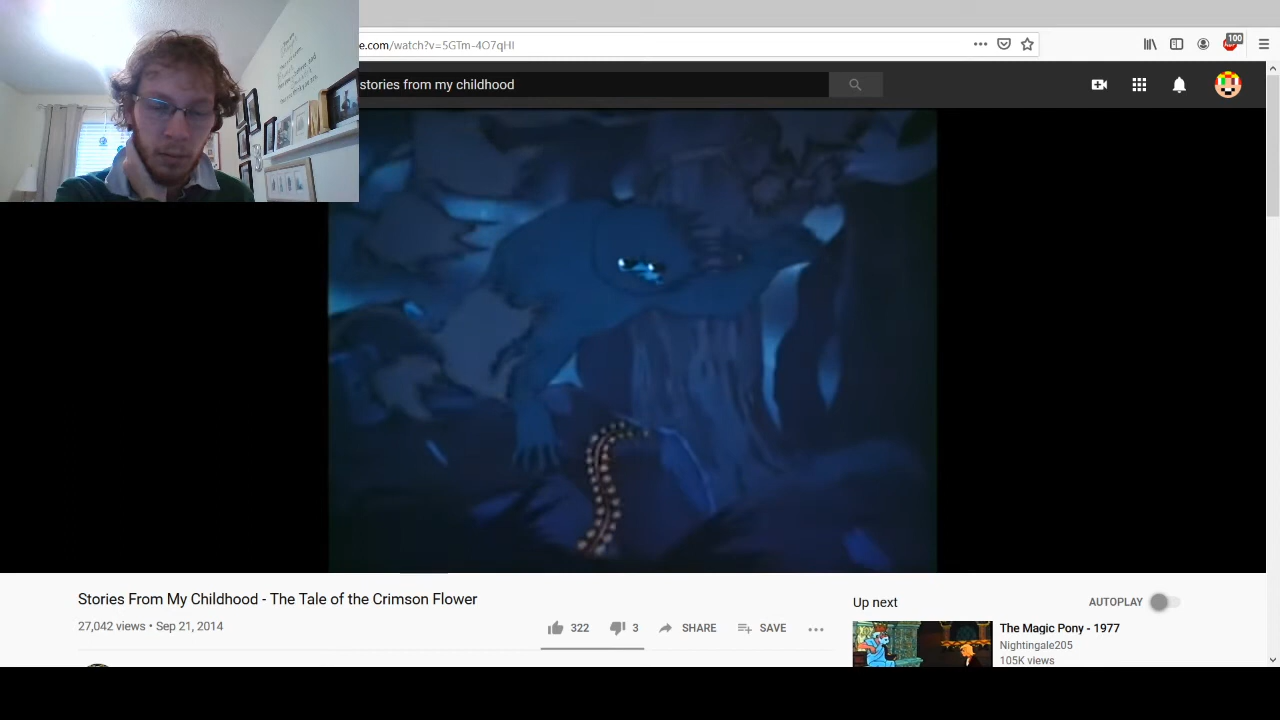 e.com/watch?v=5GTm-4O7qHI
100
stories from my childhood
Stories From My Childhood - The Tale of the Crimson Flower
27,042 views • Sep 21, 2014
322
3
SHARE
SAVE
Up next
AUTOPLAY
The Magic Pony - 1977
Nightingale205
105K views